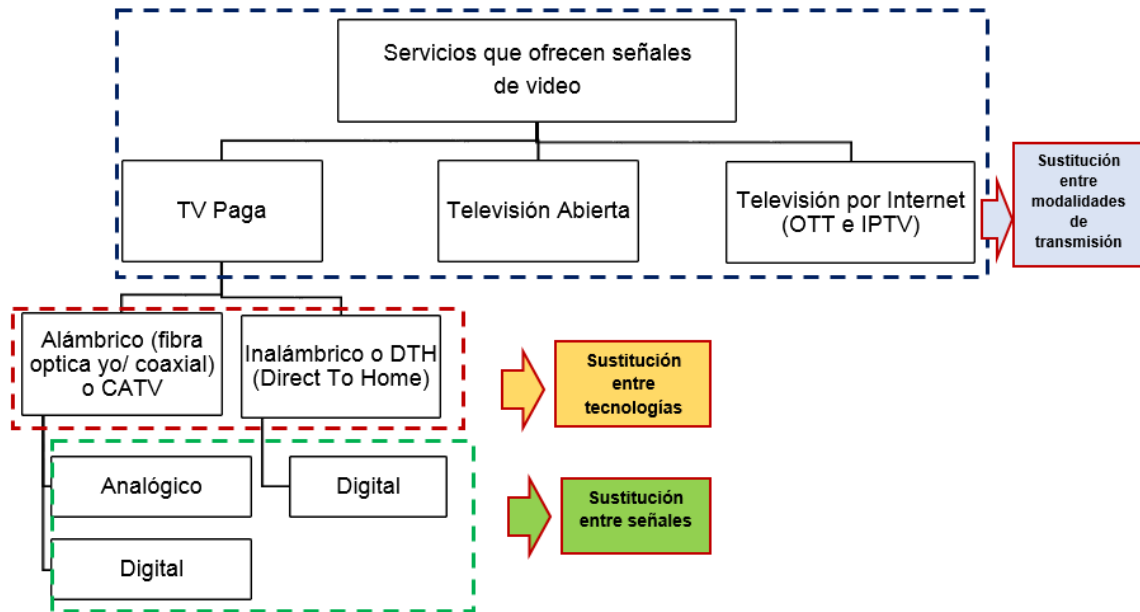 Servicios que ofrecen señales
de video
TV Paga
Televisión Abierta
Televisión por Internet
(OTT e IPTV)
Sustitución
entre
modalidades
de
transmisión
Alámbrico (fibra
optica yo/ coaxial)
o CATV
Inalámbrico o DTH
(Direct To Home)
Sustitución
entre
tecnologías
Analógico
Digital
Sustitución
entre señales
Digital